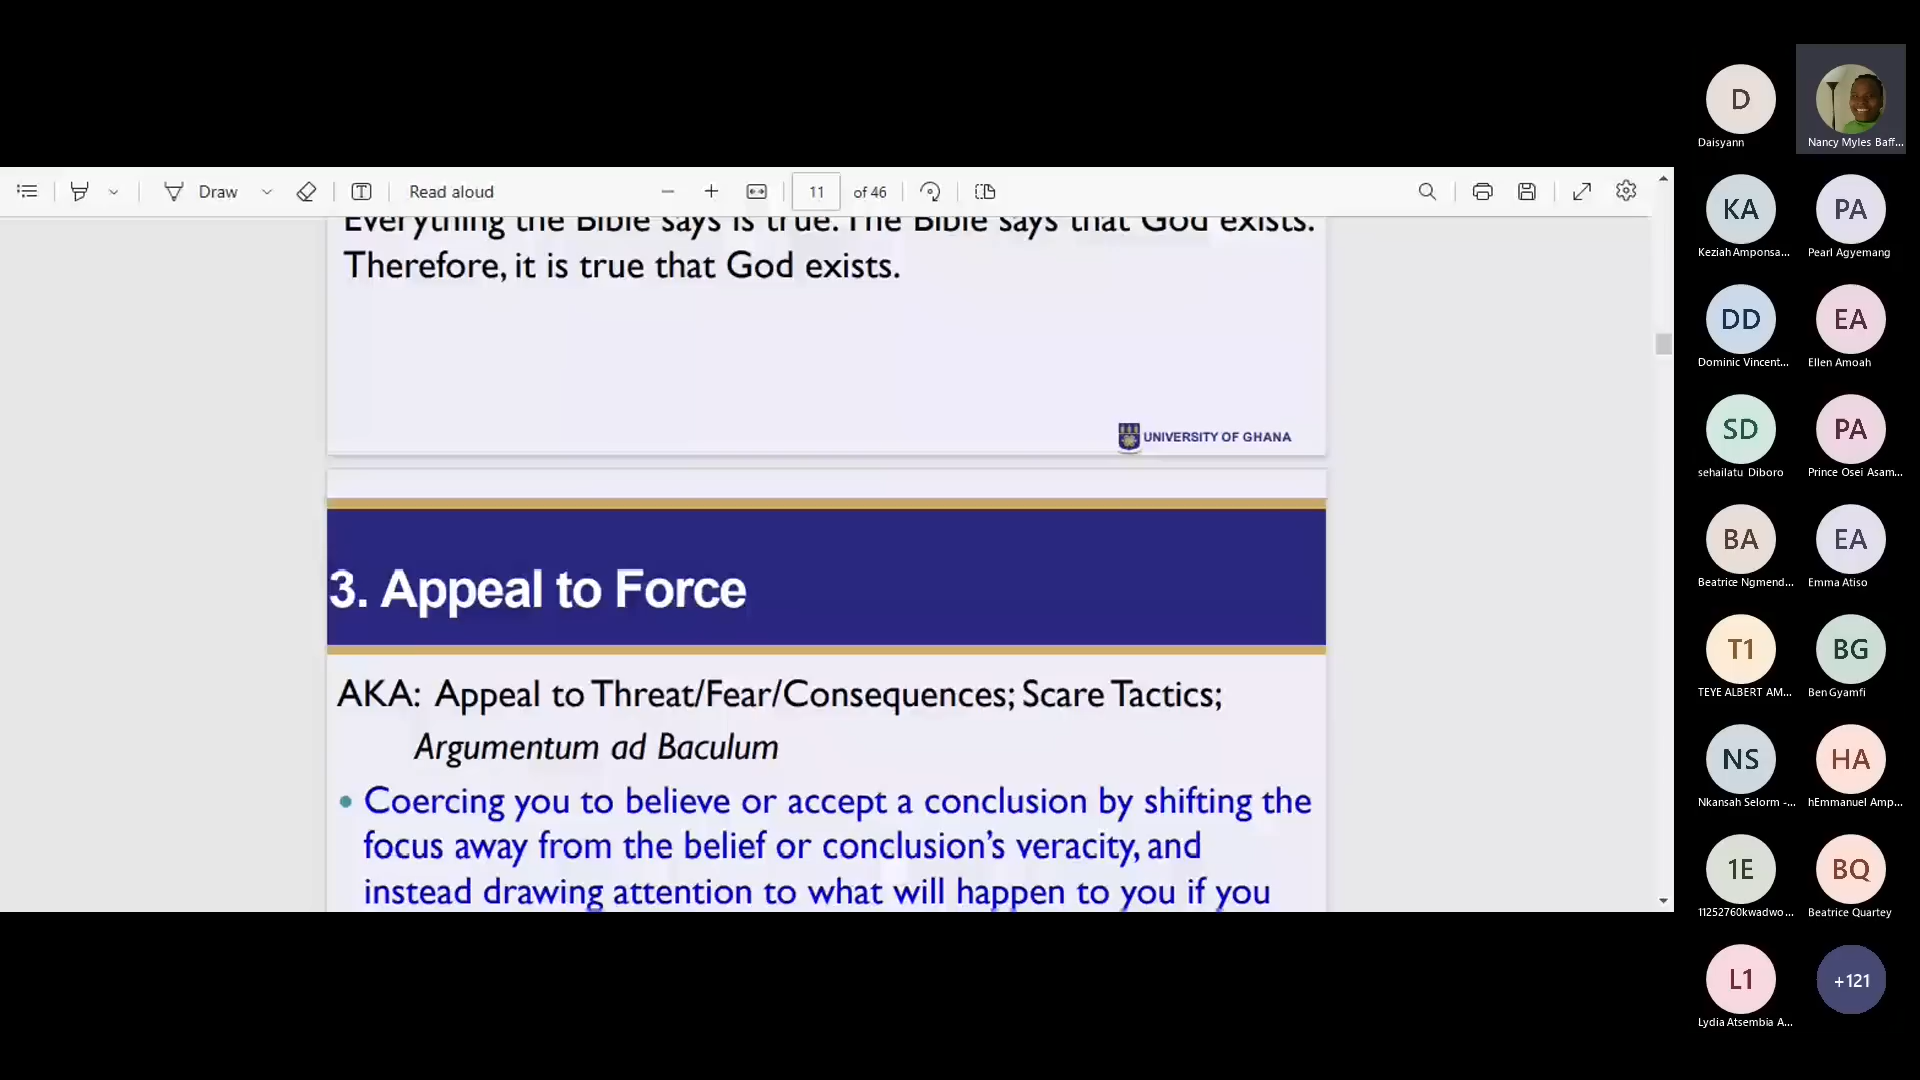 Draw
Read aloud
11 of 46
Everything the Bible says is true. The Bible says that God exists.
Therefore, it is true that God exists.
UNIVERSITY OF GHANA
3. Appeal to Force
AKA: Appeal to Threat/Fear/Consequences; Scare Tactics;
Argumentum ad Baculum
• Coercing you to believe or accept a conclusion by shifting the
focus away from the belief or conclusion's veracity, and
instead drawing attention to what will happen to you if you
D
Daisyann
Nancy Myles Baff...
KA
Keziah Amponsa...
PA
Pearl Agyemang
DD
Dominic Vincent...
EA
Ellen Amoah
SD
sehailatu Diboro
PA
Prince Osei Asam...
BA
Beatrice Ngmend...
EA
Emma Atiso
T1
TEYE ALBERT AM...
BG
Ben Gyamfi
NS
Nkansah Selorm -...
HA
hEmmanuel Amp...
1E
11252760kwadwo...
BQ
Beatrice Quartey
L1
Lydia Atsembia A...
+121